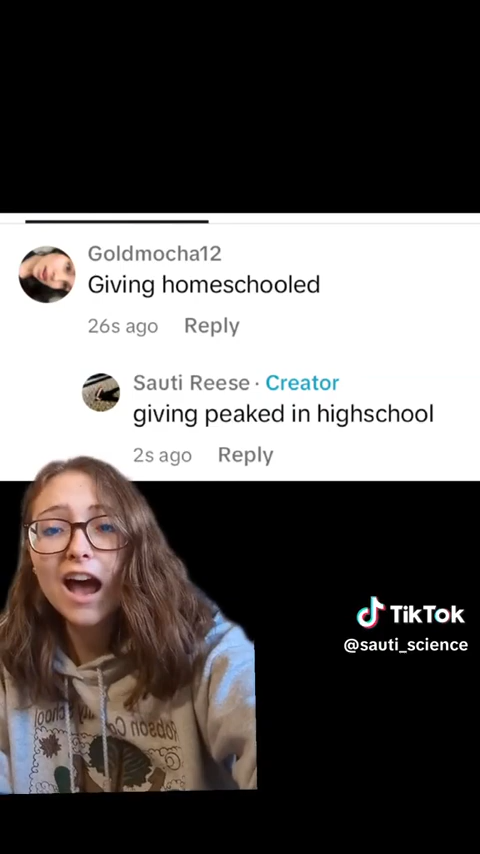 Goldmocha12
Giving homeschooled
26s ago Reply
Sauti Reese · Creator
giving peaked in highschool
2s ago Reply
TikTok
@sauti_science